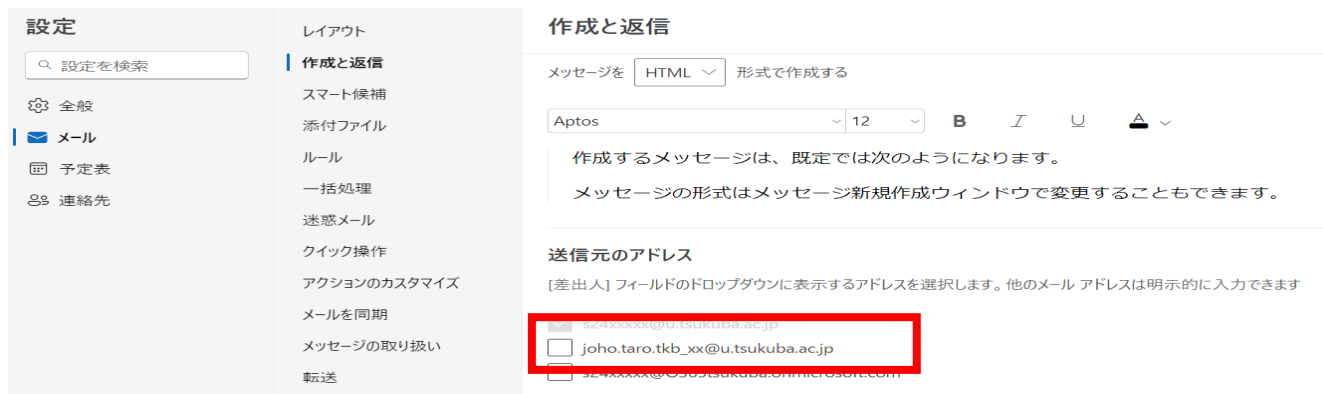 設定
設定を検索
全般
メール
予定表
連絡先
レイアウト
作成と返信
スマート候補
添付ファイル
ルール
一括処理
迷惑メール
クイック操作
アクションのカスタマイズ
メールを同期
メッセージの取り扱い
転送
作成と返信
メッセージを HTML 形式で作成する
Aptos 12 B I U A
作成するメッセージは、既定では次のようになります。
メッセージの形式はメッセージ新規作成ウィンドウで変更することもできます。
送信元のアドレス
[差出人] フィールドのドロップダウンに表示するアドレスを選択します。他のメール アドレスは明示的に入力できます
s24xxxxx@u.tsukuba.ac.jp
joho.taro.tkb_xx@u.tsukuba.ac.jp
s24xxxxx@O365tsukuba.onmicrosoft.com